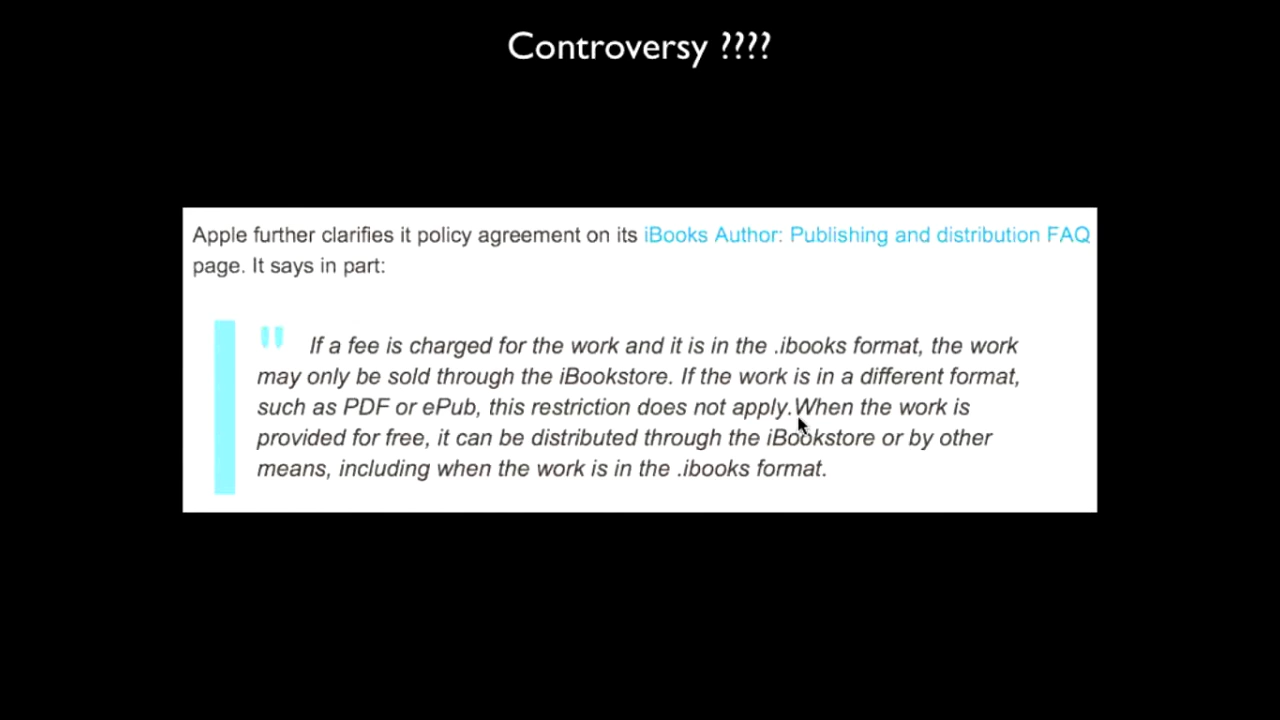 Controversy ????
Apple further clarifies it policy agreement on its iBooks Author: Publishing and distribution FAQ
page. It says in part:
" If a fee is charged for the work and it is in the .ibooks format, the work
may only be sold through the iBookstore. If the work is in a different format,
such as PDF or ePub, this restriction does not apply.When the work is
provided for free, it can be distributed through the iBookstore or by other
means, including when the work is in the .ibooks format.